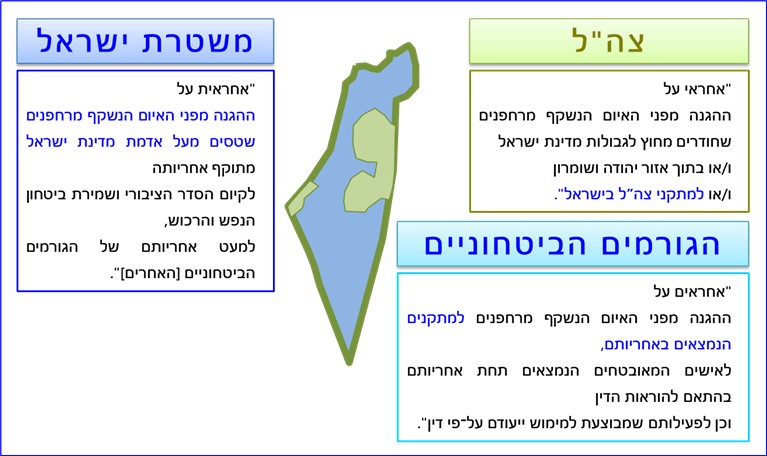 צה"ל
"אחראי על
ההגנה מפני האיום הנשקף מרחפנים
שחודרים מחוץ לגבולות מדינת ישראל
ו/או בתוך אזור יהודה ושומרון
ו/או למתקני צה״ל בישראל".
משטרת ישראל
"אחראית על
ההגנה מפני האיום הנשקף מרחפנים
שטסים מעל אדמת מדינת ישראל
מתוקף אחריותה
לקיום הסדר הציבורי ושמירת ביטחון
הנפש והרכוש,
למעט אחריותם של הגורמים
הביטחוניים [האחרים]".
הגורמים הביטחוניים
"אחראים על
ההגנה מפני האיום הנשקף מרחפנים למתקנים
הנמצאים באחריותם,
לאישים המאובטחים הנמצאים תחת אחריותם
בהתאם להוראות הדין
וכן לפעילותם שמבוצעת למימוש ייעודם על־פי דין".